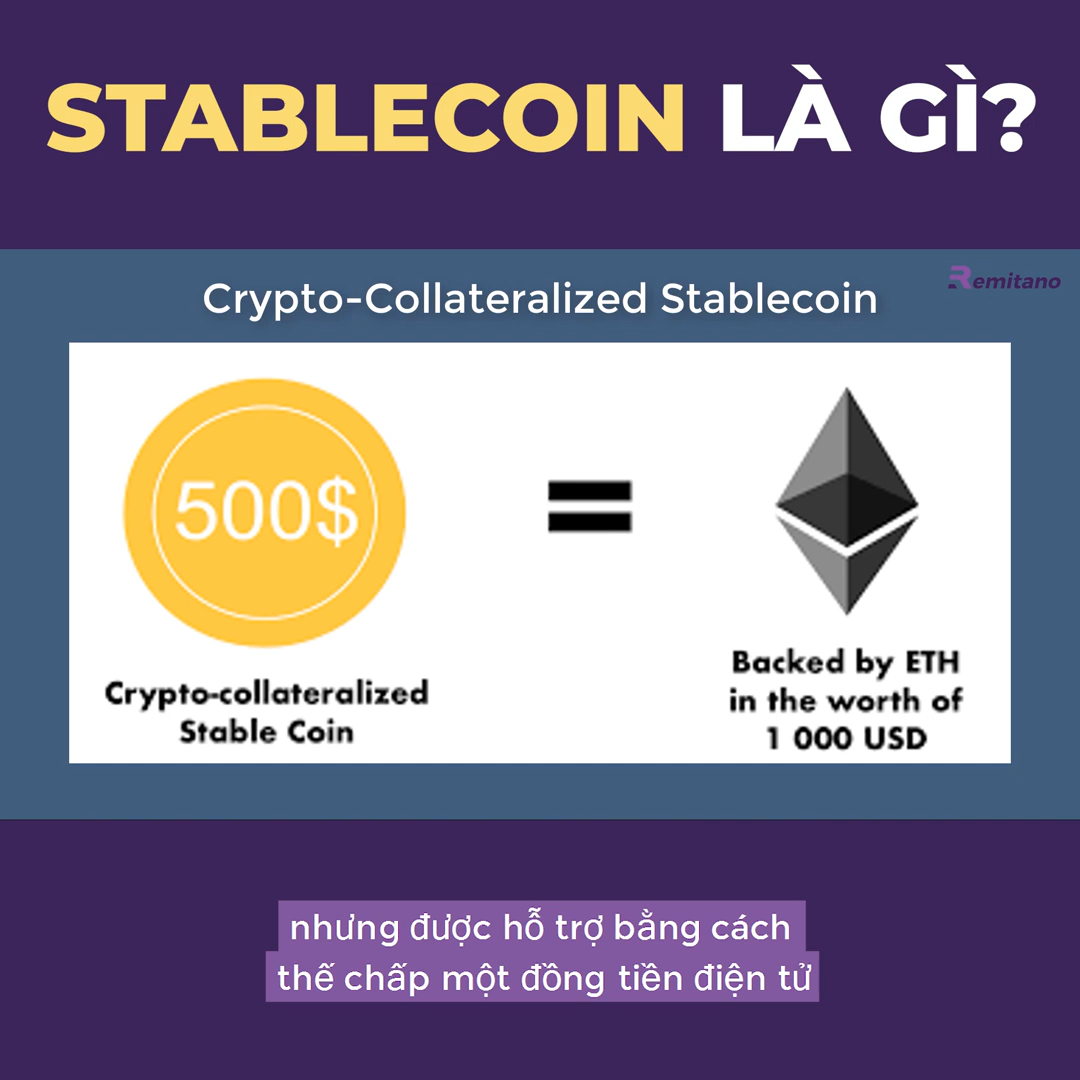 STABLECOIN LÀ GÌ?
Remitano
Crypto-Collateralized Stablecoin
500$
Crypto-collateralized
Stable Coin
Backed by ETH
in the worth of
1 000 USD
nhưng được hỗ trợ bằng cách
thế chấp một đồng tiền điện tử